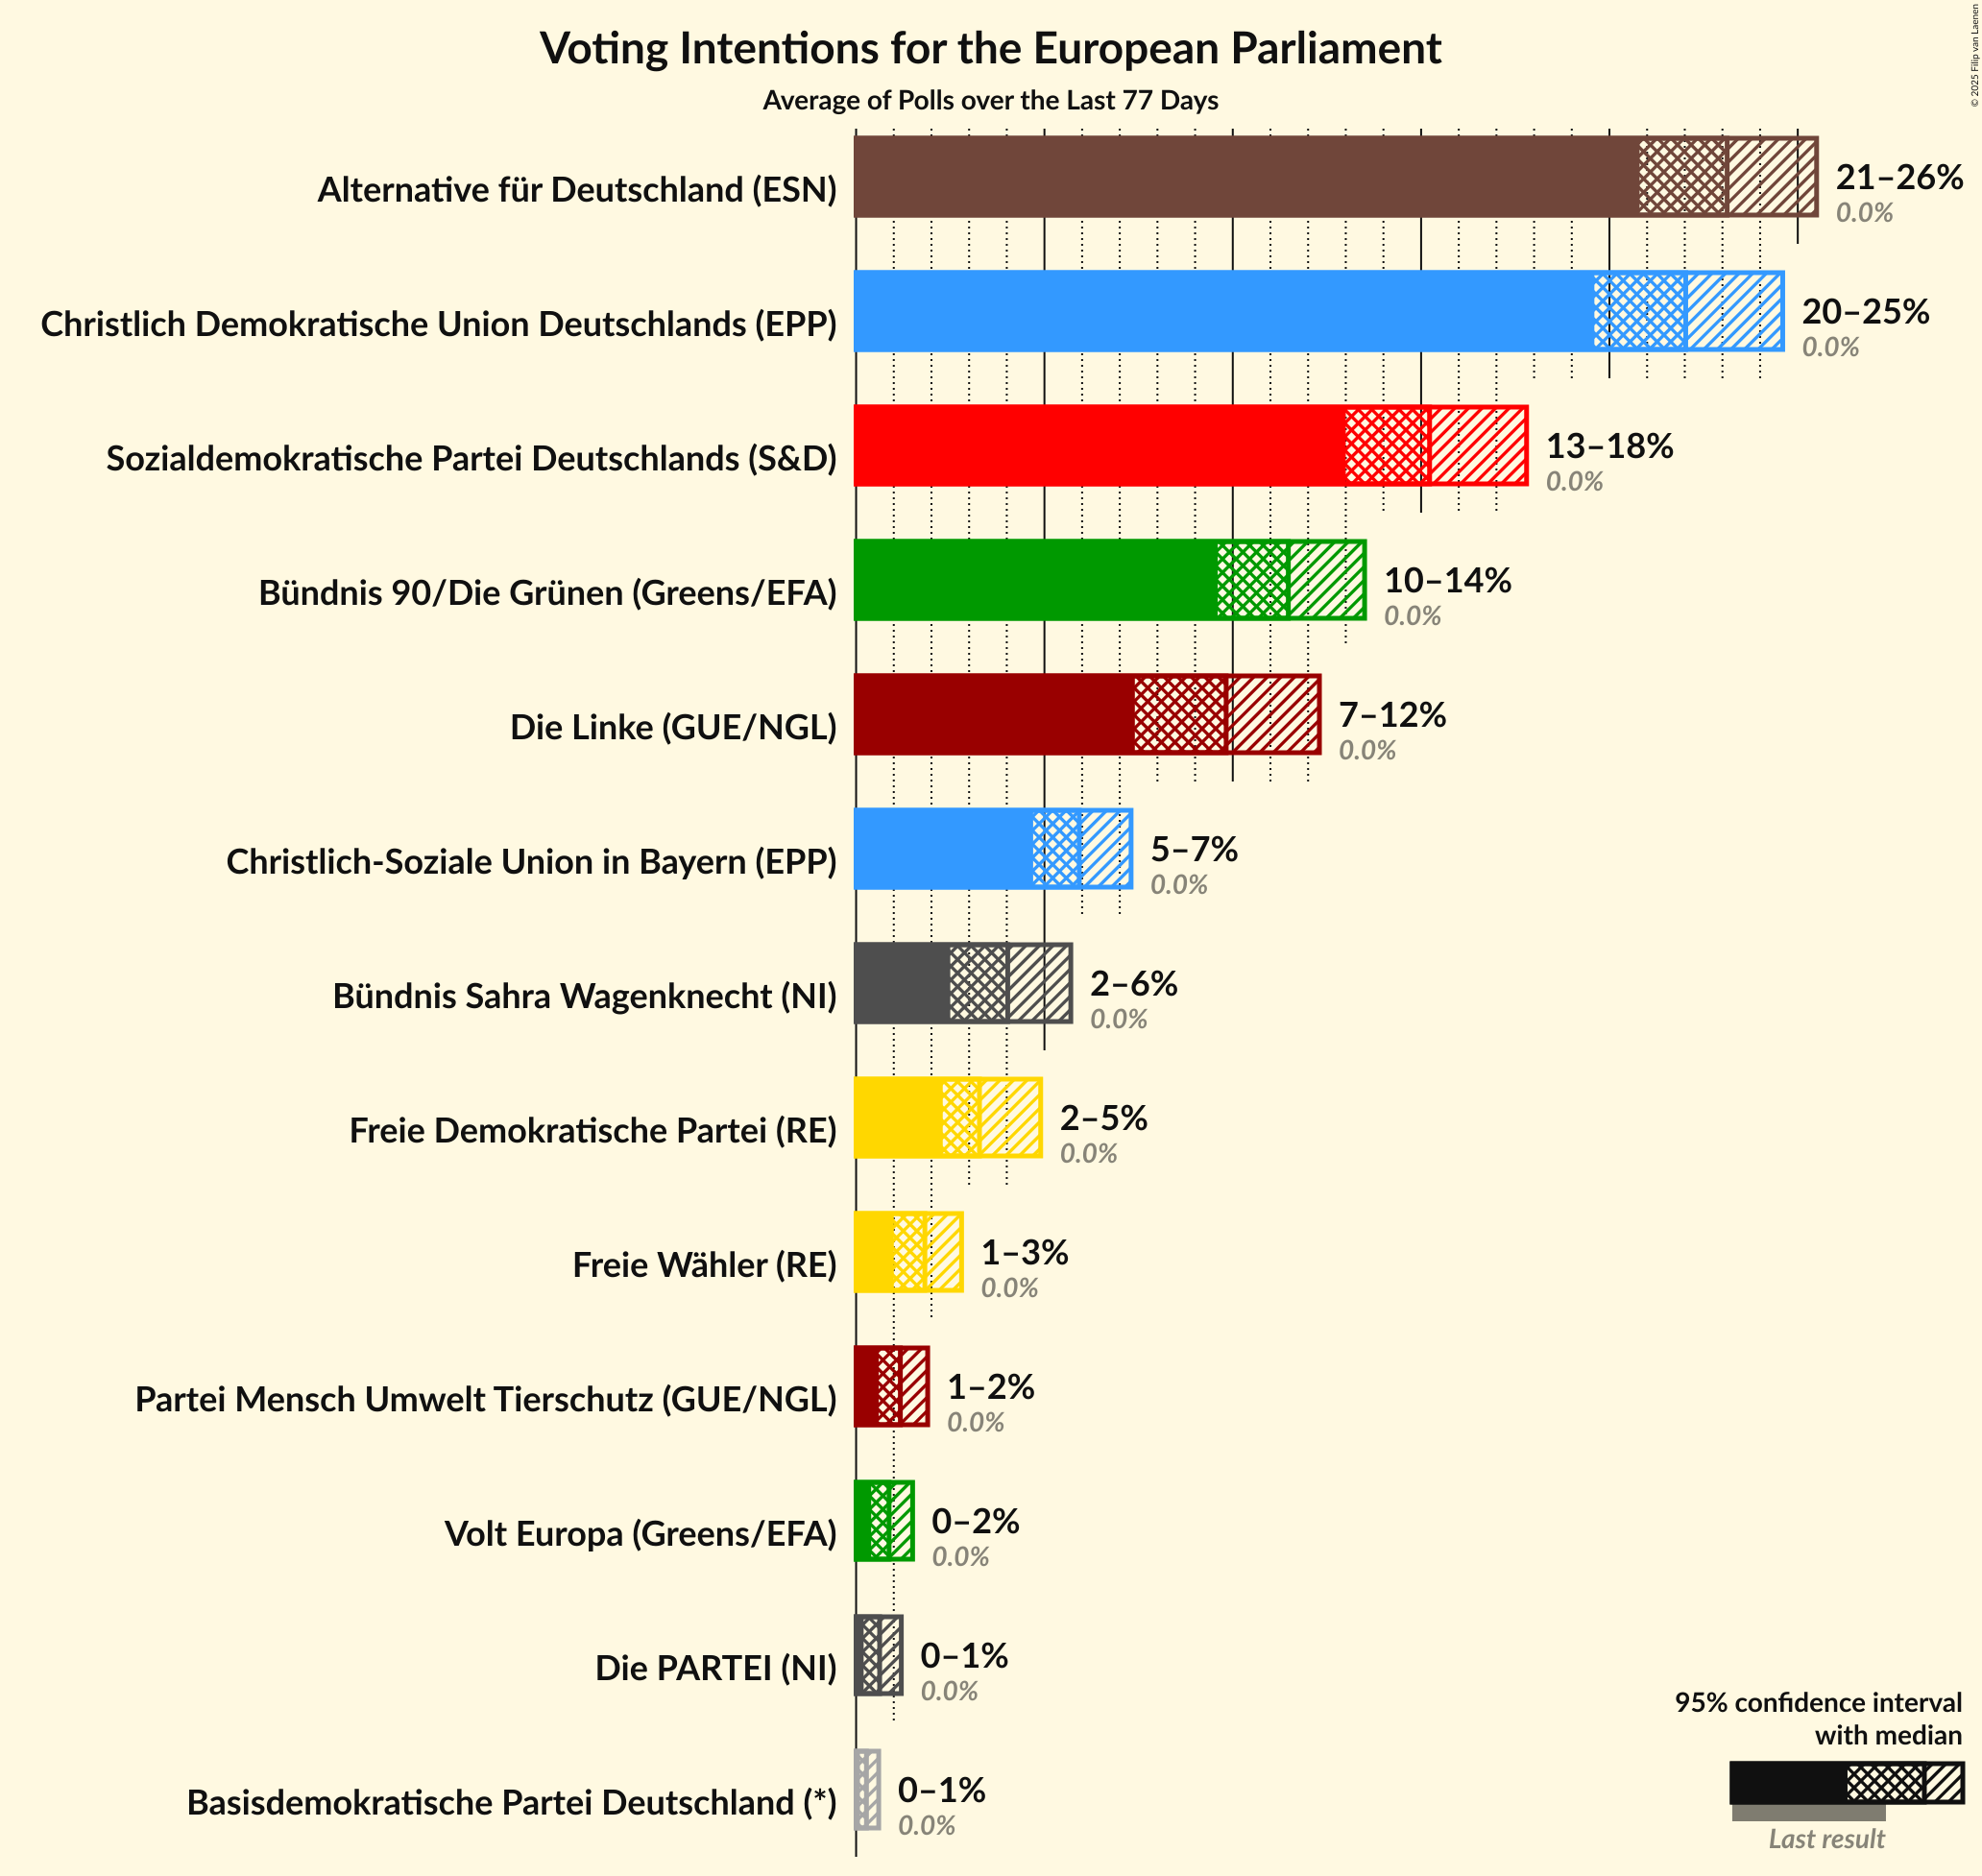 Voting Intentions for the European Parliament
Average of Polls over the Last 77 Days
© 2025 Filip van Laenen
Alternative für Deutschland (ESN)
21–26%
0.0%
Christlich Demokratische Union Deutschlands (EPP)
20–25%
0.0%
Sozialdemokratische Partei Deutschlands (S&D)
13–18%
0.0%
Bündnis 90/Die Grünen (Greens/EFA)
10–14%
0.0%
Die Linke (GUE/NGL)
7–12%
0.0%
Christlich-Soziale Union in Bayern (EPP)
5–7%
0.0%
Bündnis Sahra Wagenknecht (NI)
2–6%
0.0%
Freie Demokratische Partei (RE)
2–5%
0.0%
Freie Wähler (RE)
1–3%
0.0%
Partei Mensch Umwelt Tierschutz (GUE/NGL)
1–2%
0.0%
Volt Europa (Greens/EFA)
0–2%
0.0%
Die PARTEI (NI)
0–1%
0.0%
Basisdemokratische Partei Deutschland (*)
0–1%
0.0%
95% confidence interval
with median
Last result